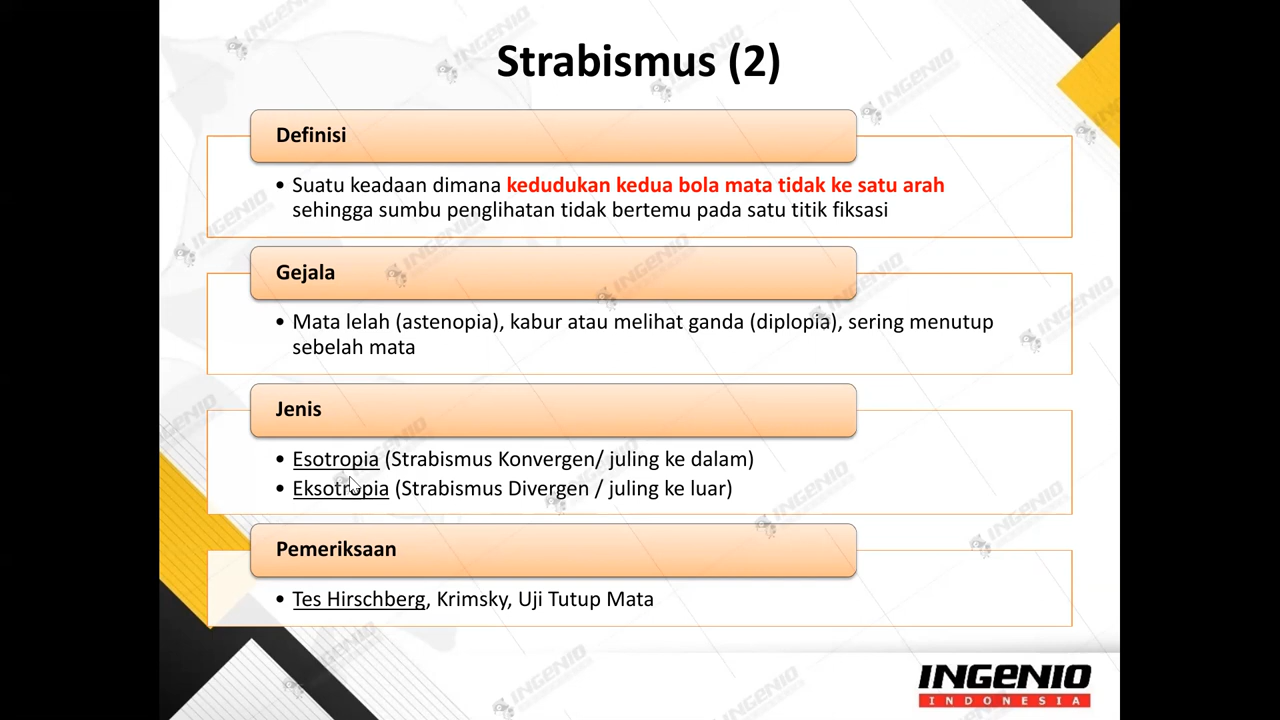 Strabismus (2)
Definisi
• Suatu keadaan dimana kedudukan kedua bola mata tidak ke satu arah
sehingga sumbu penglihatan tidak bertemu pada satu titik fiksasi
Gejala
• Mata lelah (astenopia), kabur atau melihat ganda (diplopia), sering menutup
sebelah mata
Jenis
• Esotropia (Strabismus Konvergen/ juling ke dalam)
• Eksotropia (Strabismus Divergen / juling ke luar)
Pemeriksaan
• Tes Hirschberg, Krimsky, Uji Tutup Mata
INGENIO
INDONESIA